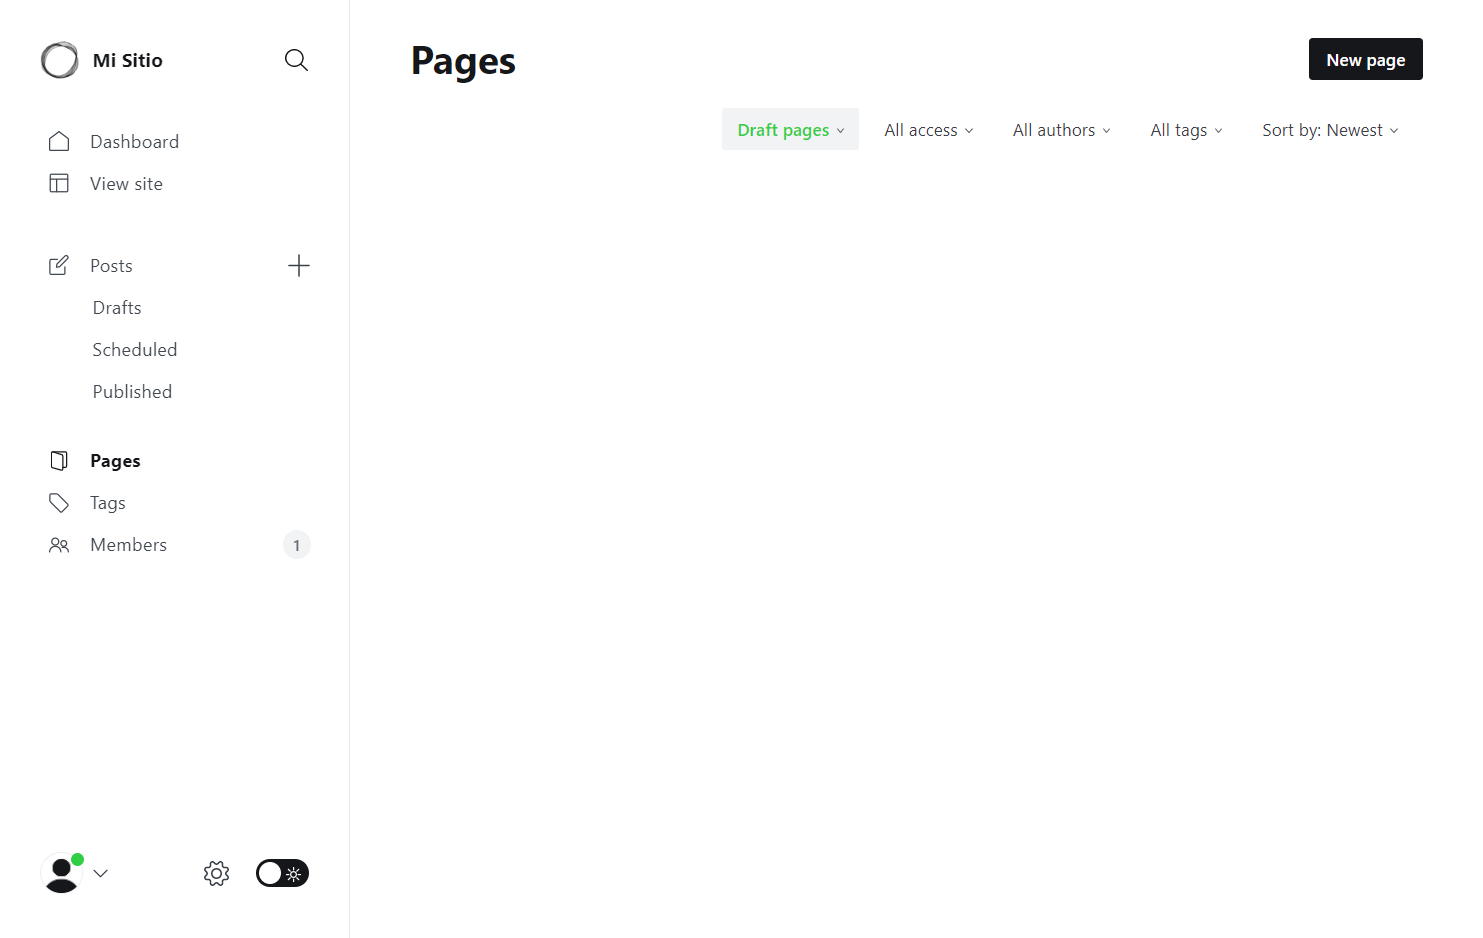 Mi Sitio
Dashboard
View site
Posts
Drafts
Scheduled
Published
Pages
Tags
Members
1
Pages
New page
Draft pages
All access
All authors
All tags
Sort by: Newest